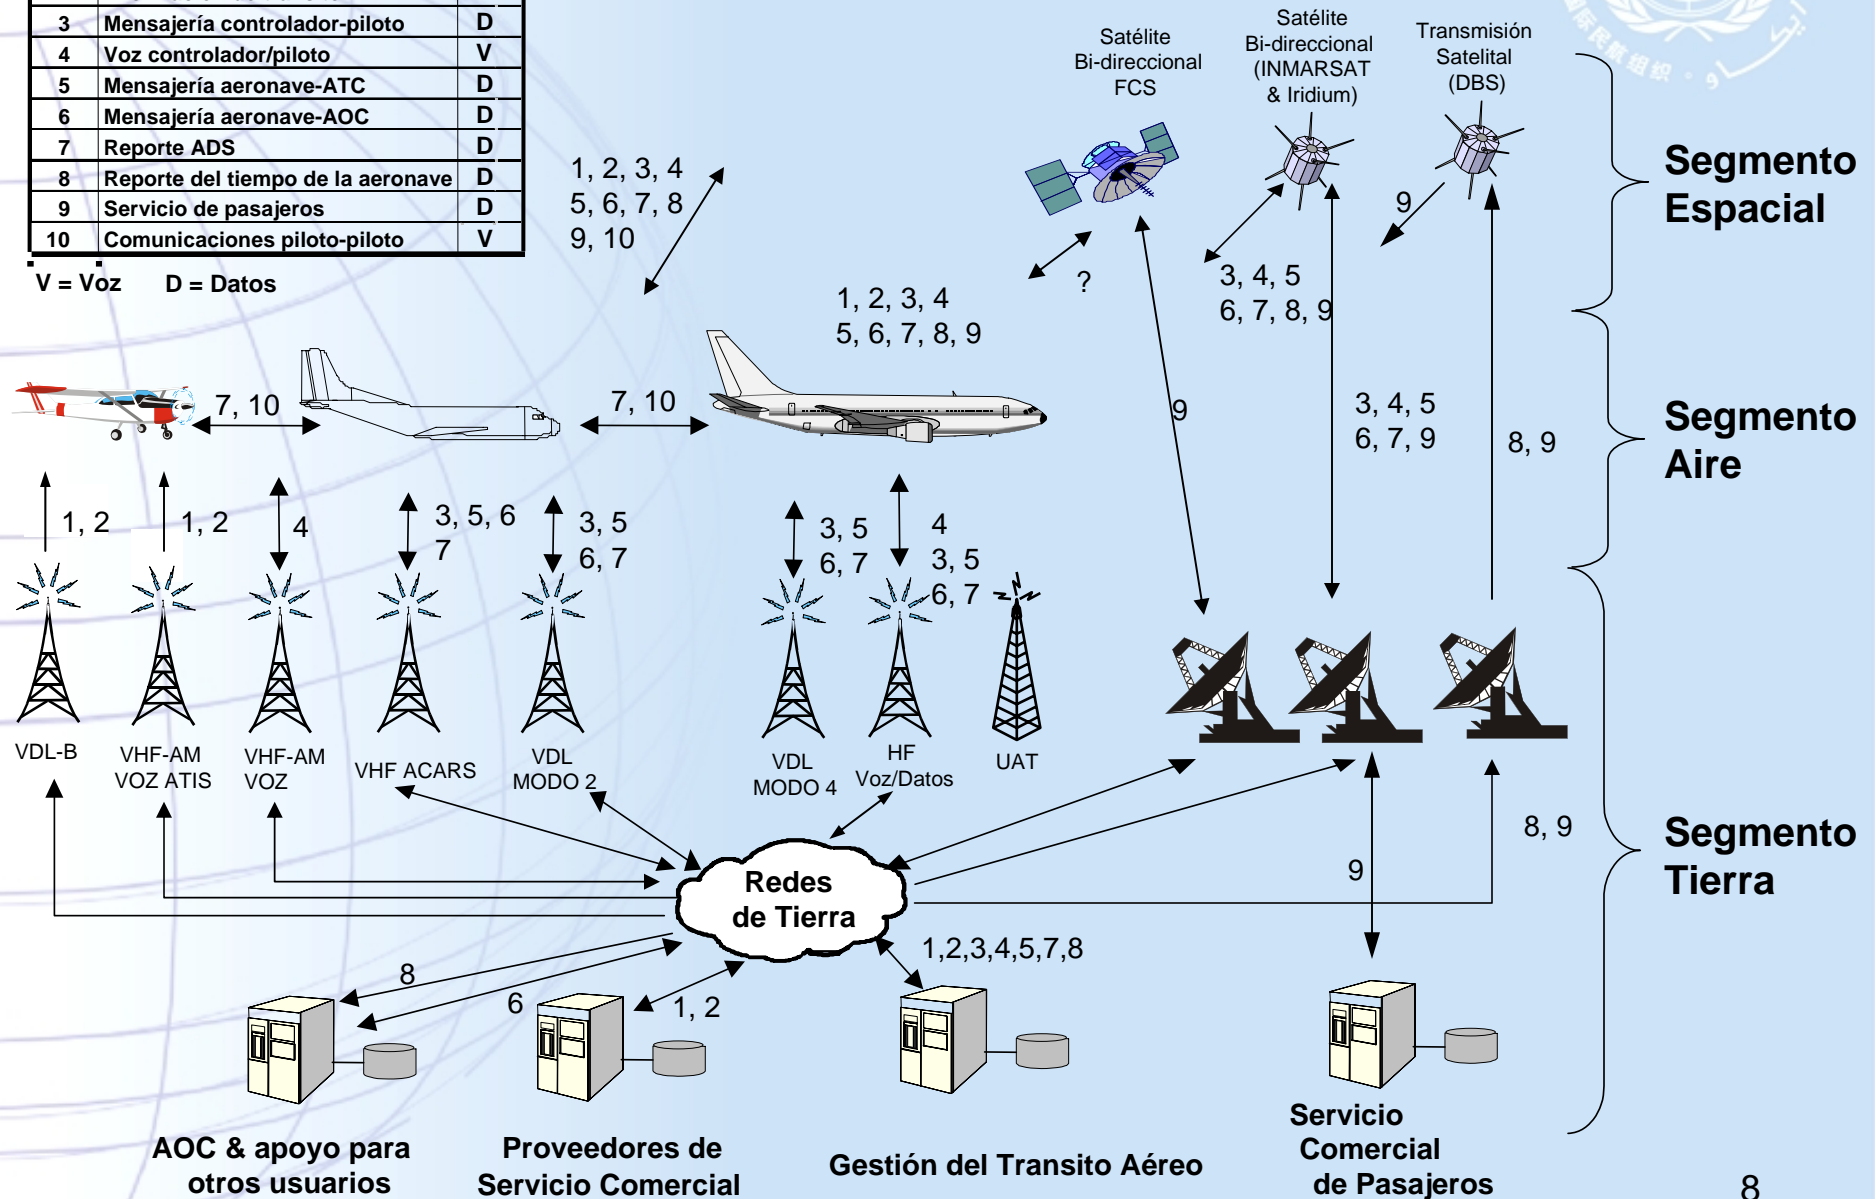 3 Mensajería controlador-piloto D
4 Voz controlador/piloto V
5 Mensajería aeronave-ATC D
6 Mensajería aeronave-AOC D
7 Reporte ADS D
8 Reporte del tiempo de la aeronave D
9 Servicio de pasajeros D
10 Comunicaciones piloto-piloto V
V = Voz D = Datos
Satélite
Bi-direccional
FCS
Satélite
Bi-direccional
(INMARSAT
& Iridium)
Transmisión
Satelital
(DBS)
Segmento
Espacial
1, 2, 3, 4
5, 6, 7, 8
9, 10
?
3, 4, 5
6, 7, 8, 9
9
1, 2, 3, 4
5, 6, 7, 8, 9
7, 10
7, 10
9
3, 4, 5
6, 7, 9
8, 9
Segmento
Aire
1, 2
1, 2
4
3, 5, 6
7
3, 5
6, 7
3, 5
6, 7
4
3, 5
6, 7
VDL-B
VHF-AM
VOZ ATIS
VHF-AM
VOZ
VHF ACARS
VDL
MODO 2
VDL
MODO 4
HF
Voz/Datos
UAT
Redes
de Tierra
9
8, 9
Segmento
Tierra
8
6
1, 2
1,2,3,4,5,7,8
AOC & apoyo para
otros usuarios
Proveedores de
Servicio Comercial
Gestión del Transito Aéreo
Servicio
Comercial
de Pasajeros
8